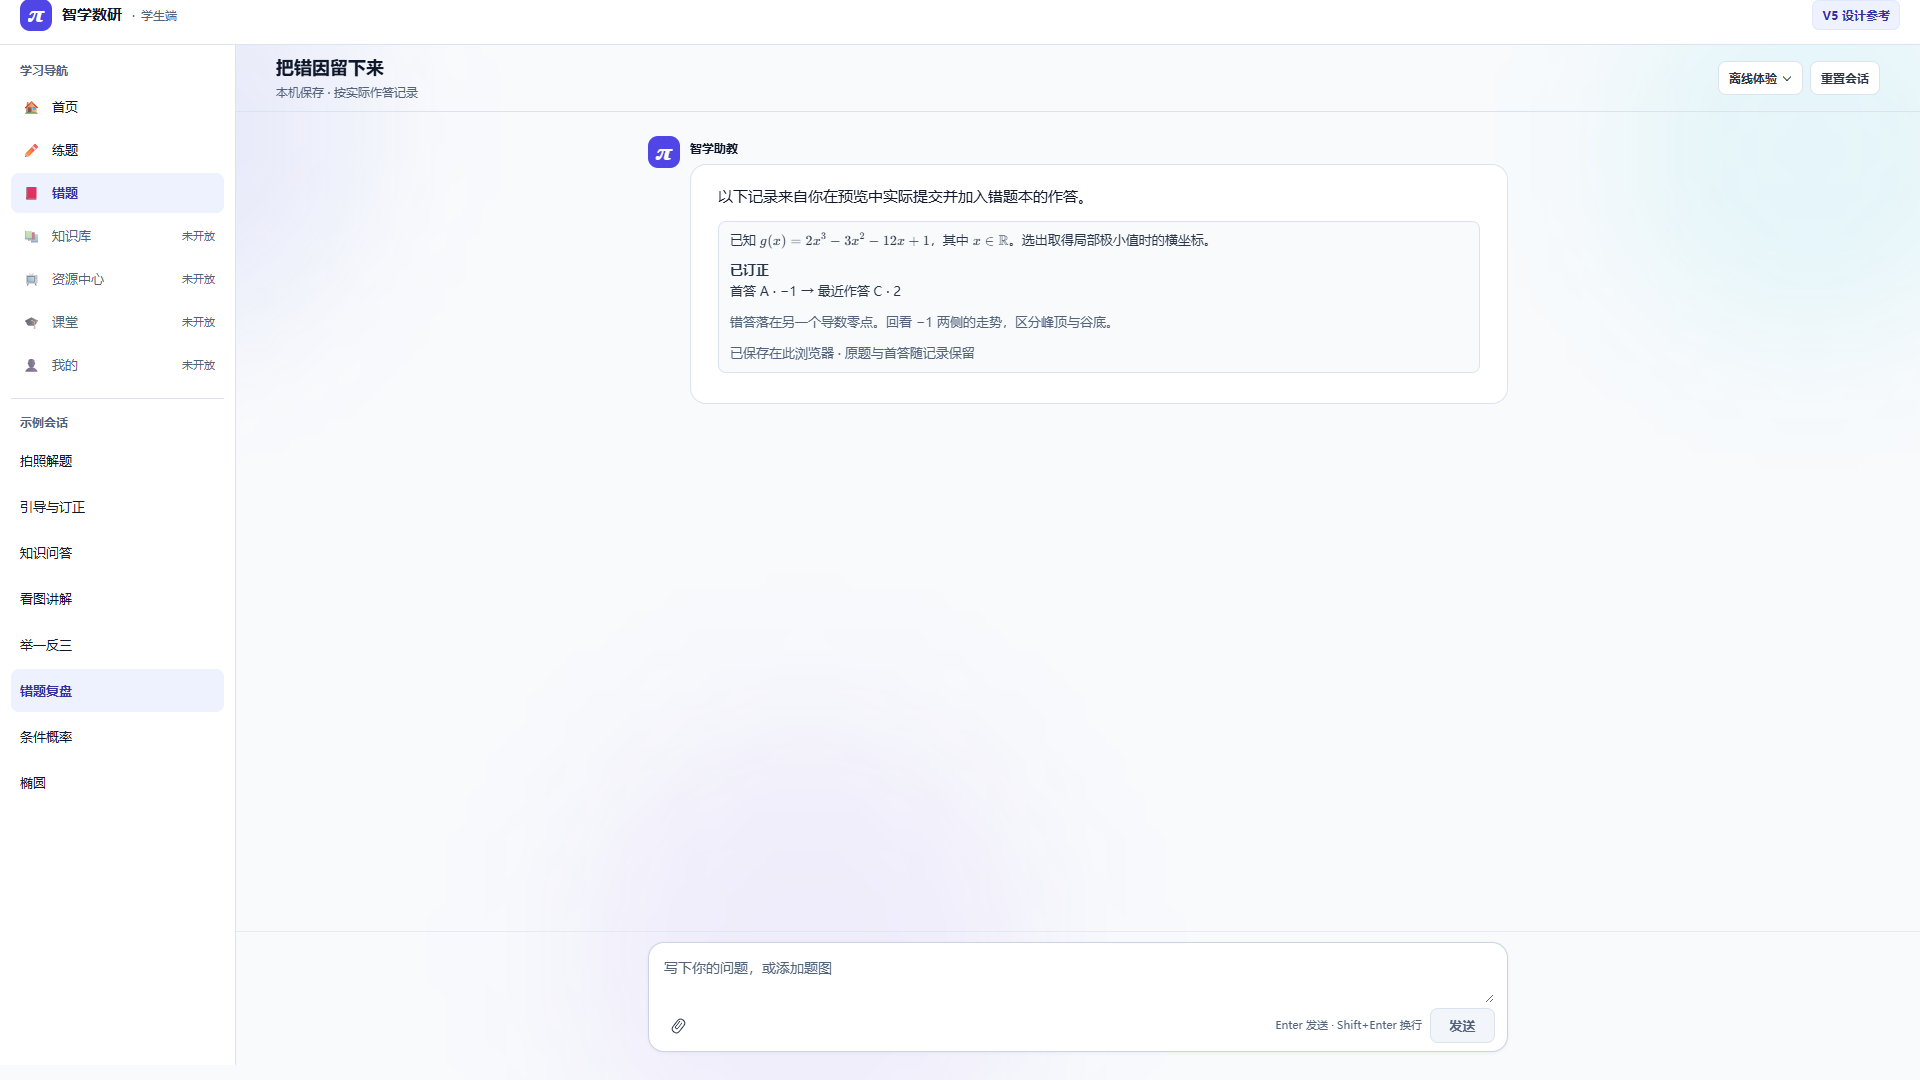 π 智学数研 · 学生端
V5 设计参考
学习导航
首页
练题
错题
知识库 未开放
资源中心 未开放
课堂 未开放
我的 未开放
示例会话
拍照解题
引导与订正
知识问答
看图讲解
举一反三
错题复盘
条件概率
椭圆
把错因留下来
本机保存 · 按实际作答记录
离线体验
重置会话
π 智学助教
以下记录来自你在预览中实际提交并加入错题本的作答。
已知 g(x) = 2x³ − 3x² − 12x + 1，其中 x ∈ ℝ。选出取得局部极小值时的横坐标。
已订正
首答 A · −1 → 最近作答 C · 2
错答落在另一个导数零点。回看 −1 两侧的走势，区分峰顶与谷底。
已保存在此浏览器 · 原题与首答随记录保留
写下你的问题，或添加题图
Enter 发送 · Shift+Enter 换行
发送